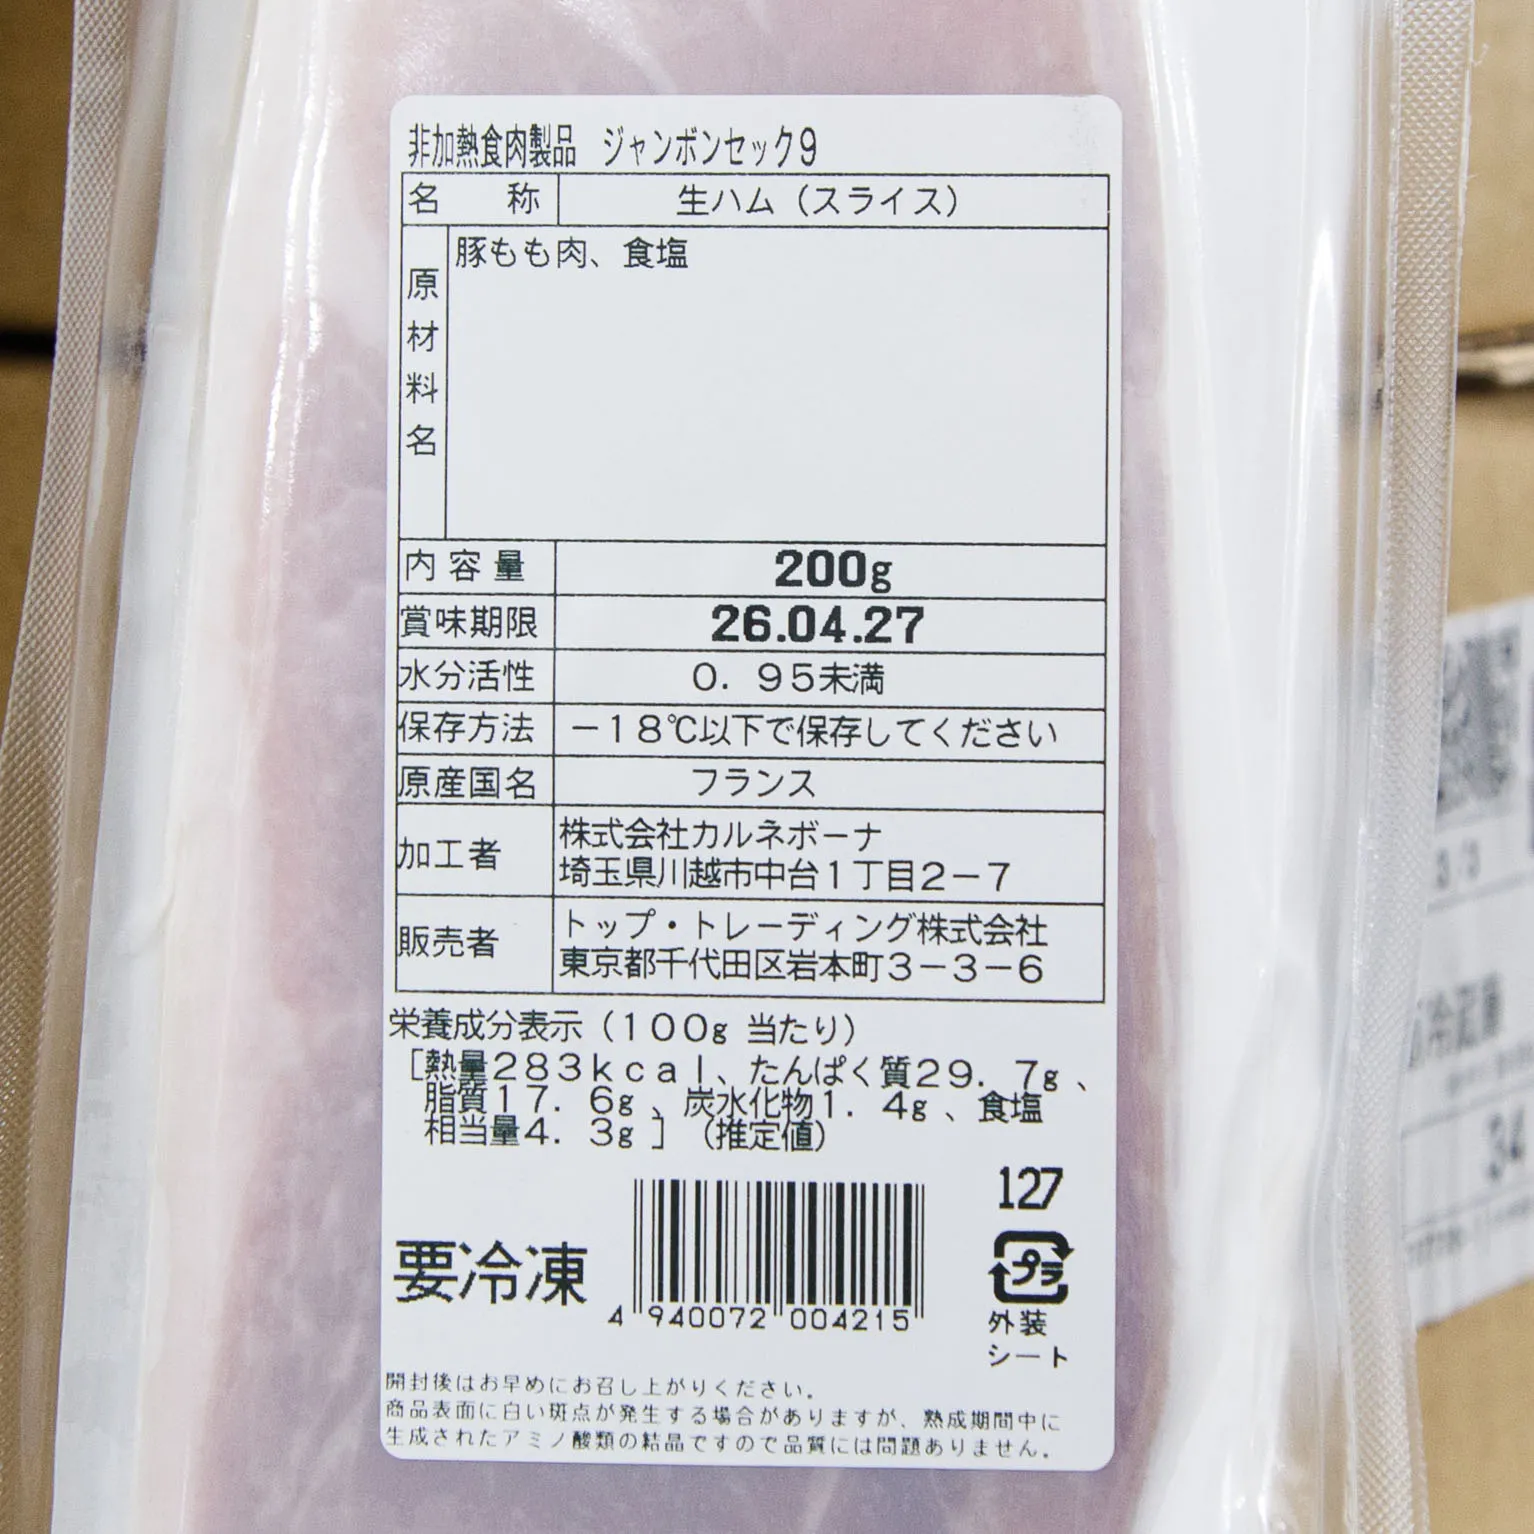 非加熱食肉製品 ジャンボンセック9
名 称 生ハム（スライス）
原材料名 豚もも肉、食塩
内容量 200g
賞味期限 26.04.27
水分活性 0．95未満
保存方法 －18℃以下で保存してください
原産国名 フランス
加工者 株式会社カルネボーナ
埼玉県川越市中台1丁目2－7
販売者 トップ・トレーディング株式会社
東京都千代田区岩本町3－3－6
栄養成分表示（100g 当たり）
［熱量283kcal、たんぱく質29．7g、
脂質17．6g、炭水化物1．4g、食塩
相当量4．3g］（推定値）
127
要冷凍
プラ
4 940072 004215
外装
シート
開封後はお早めにお召し上がりください。
商品表面に白い斑点が発生する場合がありますが、熟成期間中に
生成されたアミノ酸類の結晶ですので品質には問題ありません。
34